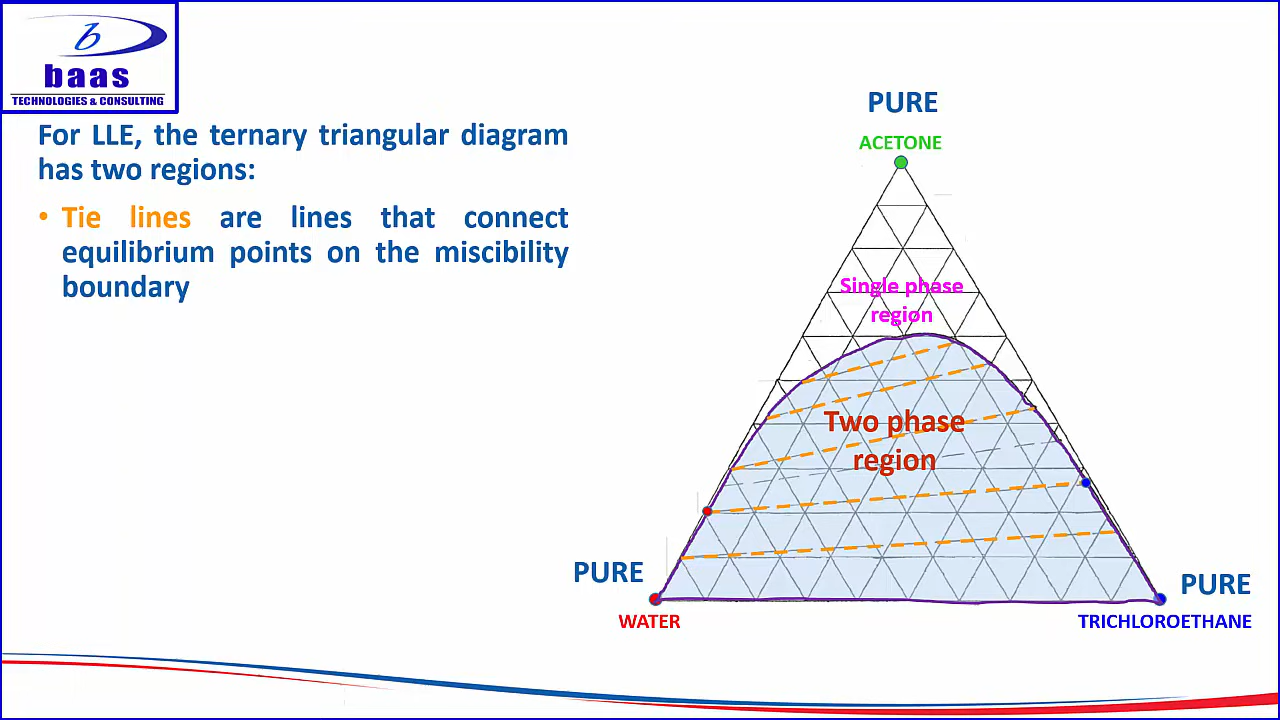 b
baas
TECHNOLOGIES & CONSULTING
For LLE, the ternary triangular diagram
has two regions:
• Tie lines are lines that connect
equilibrium points on the miscibility
boundary
PURE
ACETONE
Single phase
region
Two phase
region
PURE
WATER
PURE
TRICHLOROETHANE